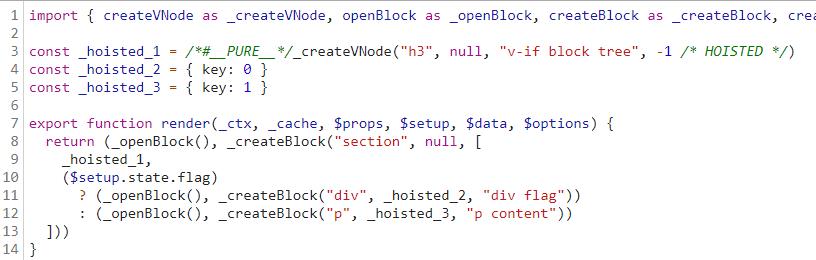 1 import { createVNode as _createVNode, openBlock as _openBlock, createBlock as _createBlock, crea
2
3 const _hoisted_1 = /*#__PURE__*/_createVNode("h3", null, "v-if block tree", -1 /* HOISTED */)
4 const _hoisted_2 = { key: 0 }
5 const _hoisted_3 = { key: 1 }
6
7 export function render(_ctx, _cache, $props, $setup, $data, $options) {
8   return (_openBlock(), _createBlock("section", null, [
9     _hoisted_1,
10     ($setup.state.flag)
11       ? (_openBlock(), _createBlock("div", _hoisted_2, "div flag"))
12       : (_openBlock(), _createBlock("p", _hoisted_3, "p content"))
13   ]))
14 }